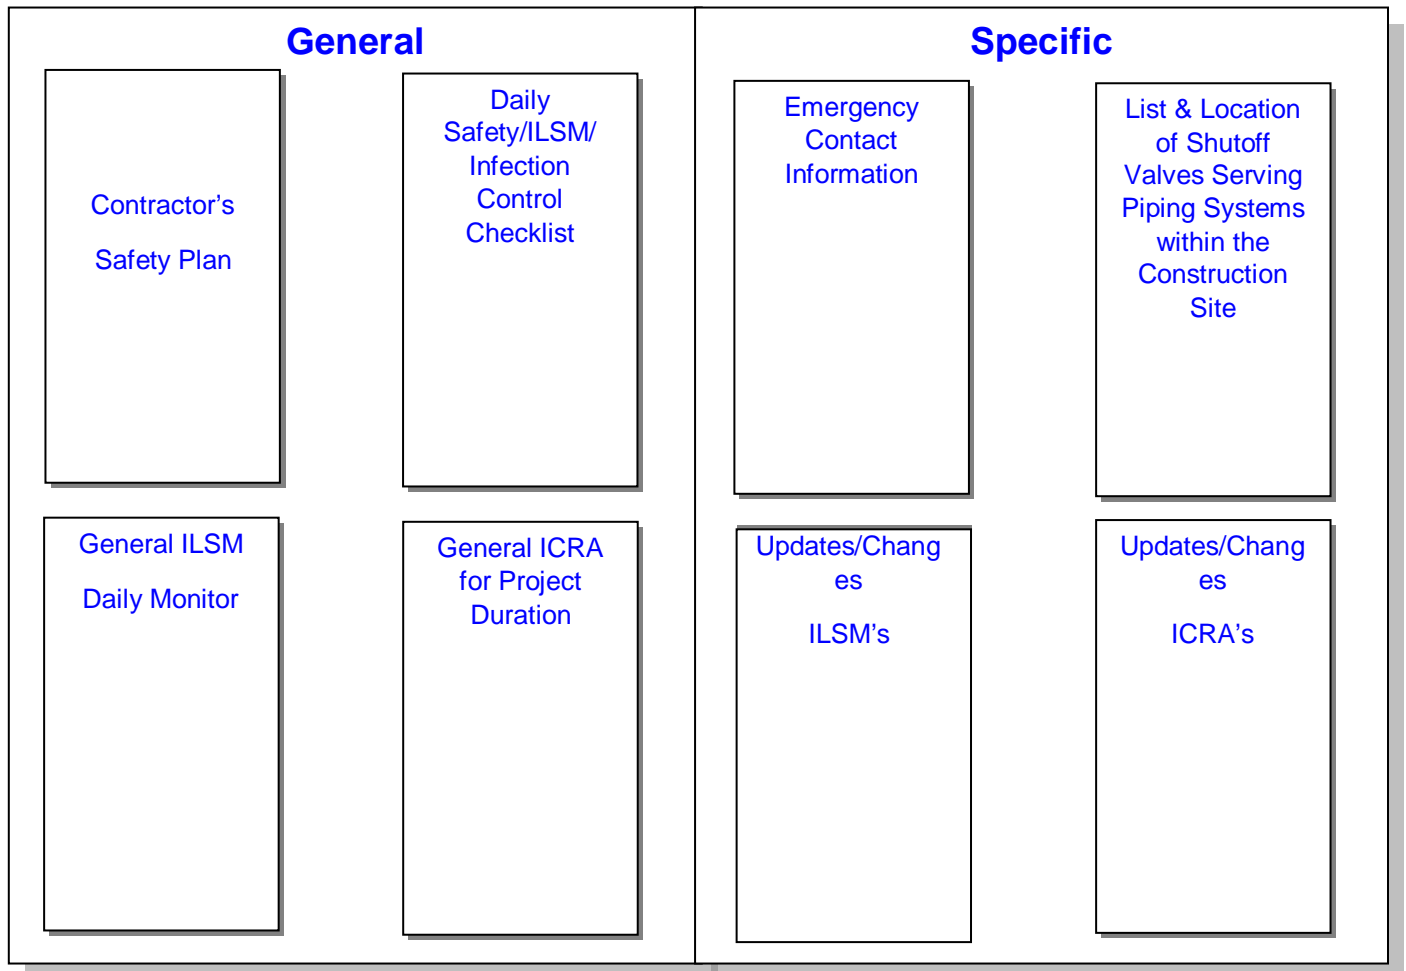 General
Contractor’s
Safety Plan
Daily
Safety/ILSM/
Infection
Control
Checklist
General ILSM
Daily Monitor
General ICRA
for Project
Duration
Specific
Emergency
Contact
Information
List & Location
of Shutoff
Valves Serving
Piping Systems
within the
Construction
Site
Updates/Chang
es
ILSM’s
Updates/Chang
es
ICRA’s